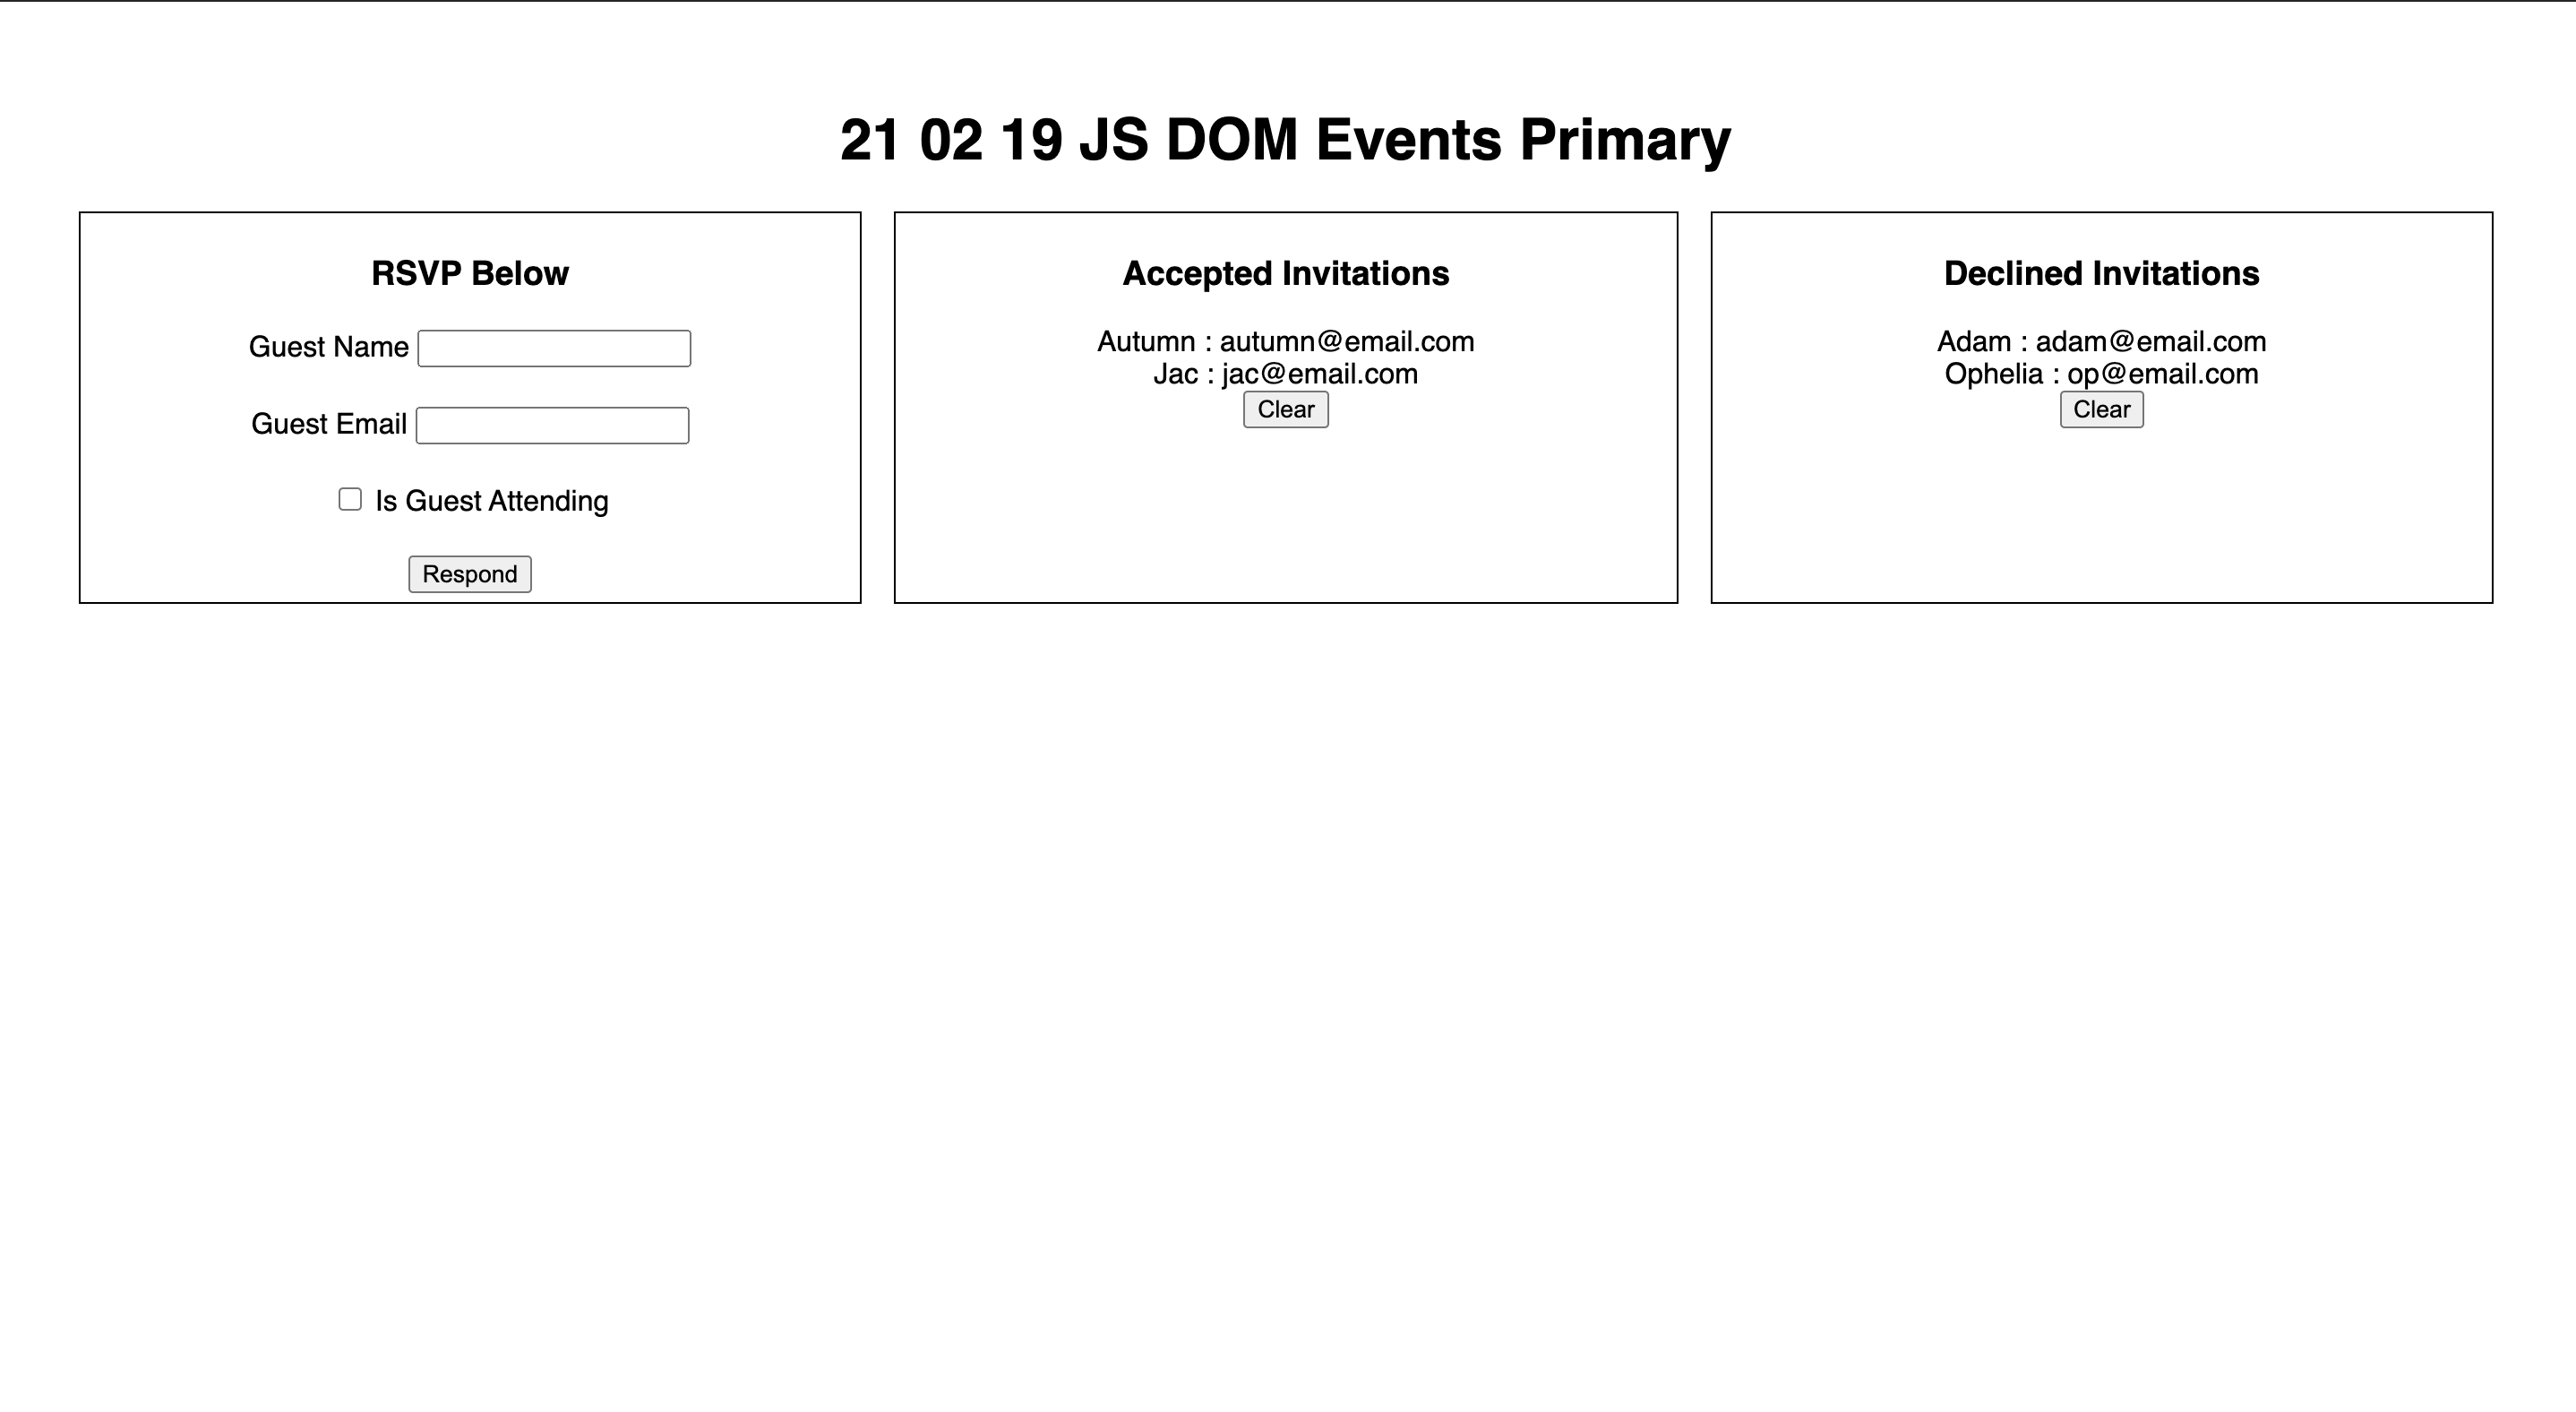 21 02 19 JS DOM Events Primary
RSVP Below
Guest Name
Guest Email
Is Guest Attending
Respond
Accepted Invitations
Autumn : autumn@email.com
Jac : jac@email.com
Clear
Declined Invitations
Adam : adam@email.com
Ophelia : op@email.com
Clear